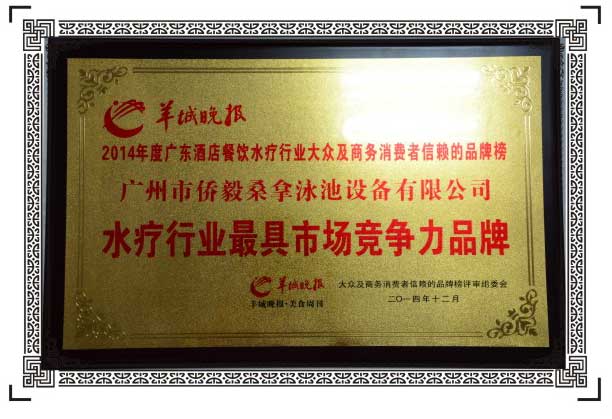 羊城晚报
2014年度广东酒店餐饮水疗行业大众及商务消费者信赖的品牌榜
广州市侨毅桑拿泳池设备有限公司
水疗行业最具市场竞争力品牌
羊城晚报
羊城晚报·美食周刊
大众及商务消费者信赖的品牌榜评审组委会
二〇一四年十二月